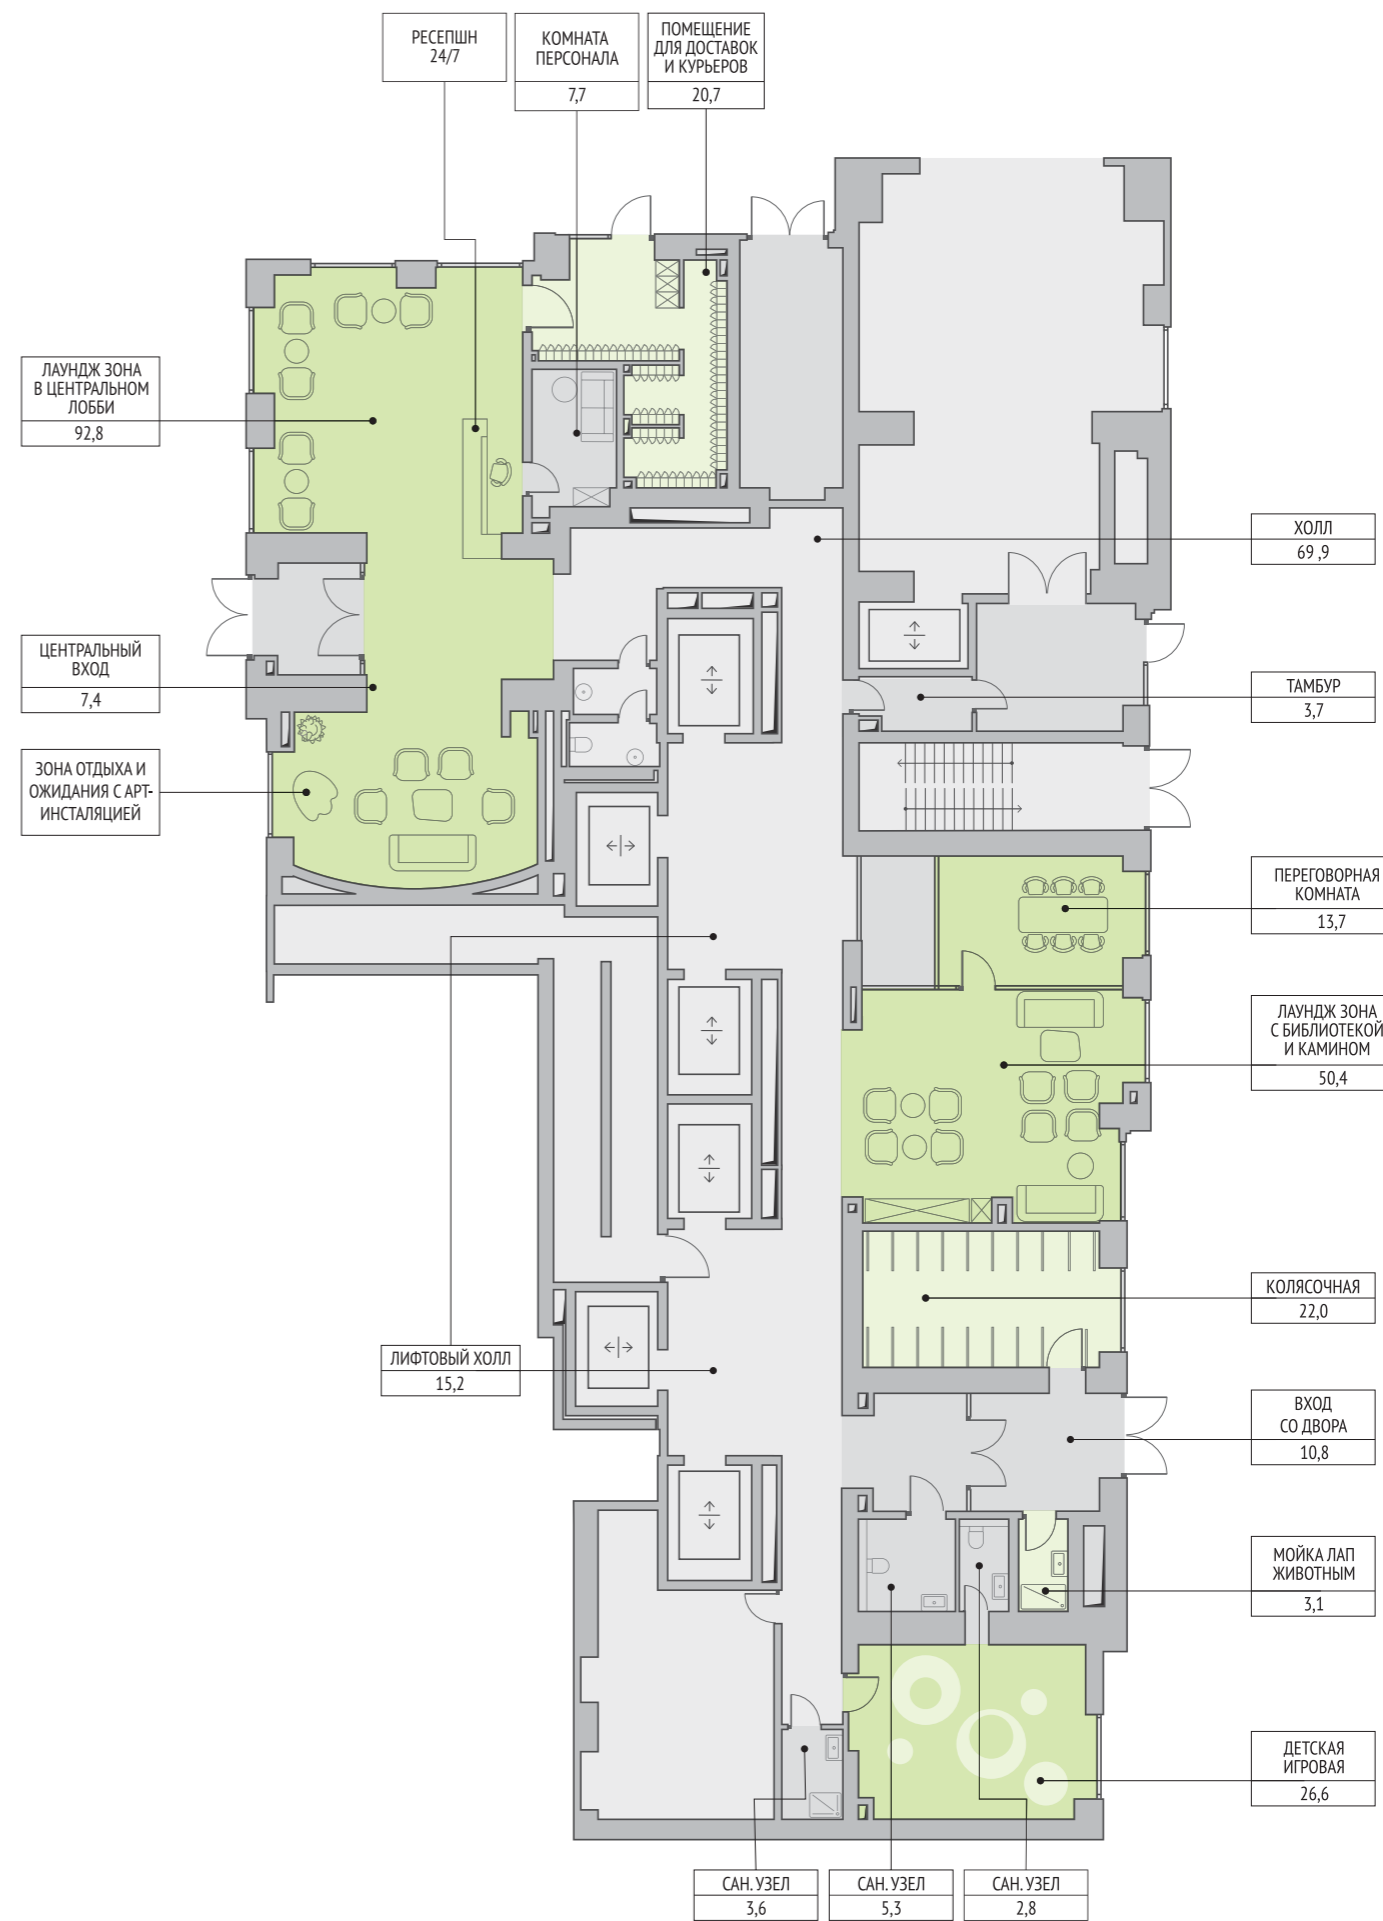 РЕСЕПШН
24/7
КОМНАТА
ПЕРСОНАЛА
7,7
ПОМЕЩЕНИЕ
ДЛЯ ДОСТАВОК
И КУРЬЕРОВ
20,7
ЛАУНДЖ ЗОНА
В ЦЕНТРАЛЬНОМ
ЛОББИ
92,8
ХОЛЛ
69 ,9
ЦЕНТРАЛЬНЫЙ
ВХОД
7,4
ТАМБУР
3,7
ЗОНА ОТДЫХА И
ОЖИДАНИЯ С АРТ-
ИНСТАЛЯЦИЕЙ
ПЕРЕГОВОРНАЯ
КОМНАТА
13,7
ЛАУНДЖ ЗОНА
С БИБЛИОТЕКОЙ
И КАМИНОМ
50,4
КОЛЯСОЧНАЯ
22,0
ЛИФТОВЫЙ ХОЛЛ
15,2
ВХОД
СО ДВОРА
10,8
МОЙКА ЛАП
ЖИВОТНЫМ
3,1
ДЕТСКАЯ
ИГРОВАЯ
26,6
САН. УЗЕЛ
3,6
САН. УЗЕЛ
5,3
САН. УЗЕЛ
2,8